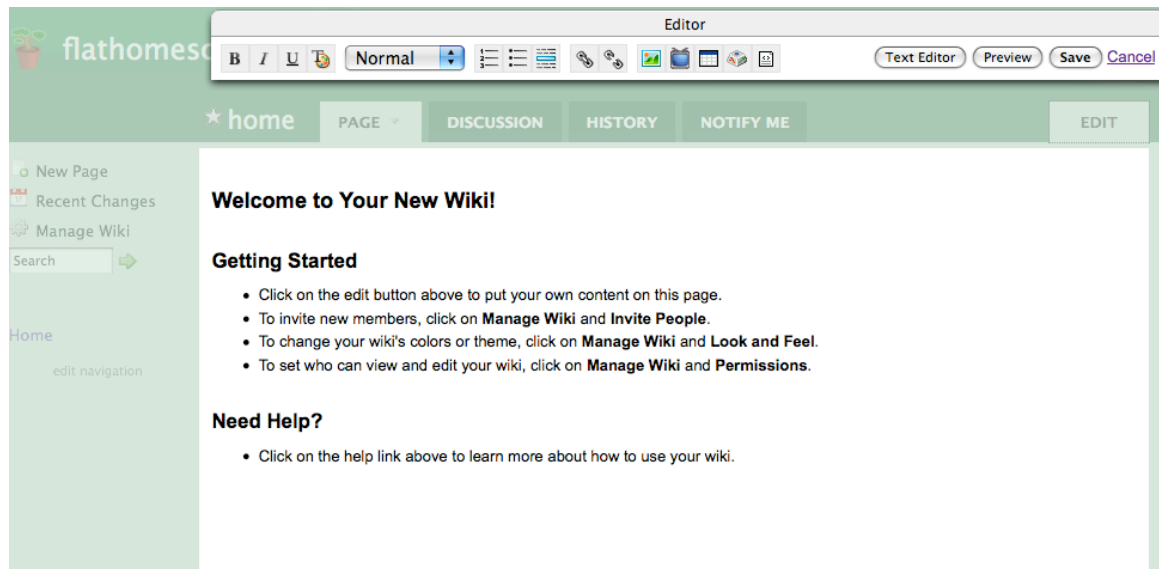 Editor
B I U Normal Text Editor Preview Save Cancel
flathomesc
home PAGE DISCUSSION HISTORY NOTIFY ME EDIT
New Page
Recent Changes
Manage Wiki
Search
Home
edit navigation
Welcome to Your New Wiki!
Getting Started
• Click on the edit button above to put your own content on this page.
• To invite new members, click on Manage Wiki and Invite People.
• To change your wiki's colors or theme, click on Manage Wiki and Look and Feel.
• To set who can view and edit your wiki, click on Manage Wiki and Permissions.
Need Help?
• Click on the help link above to learn more about how to use your wiki.